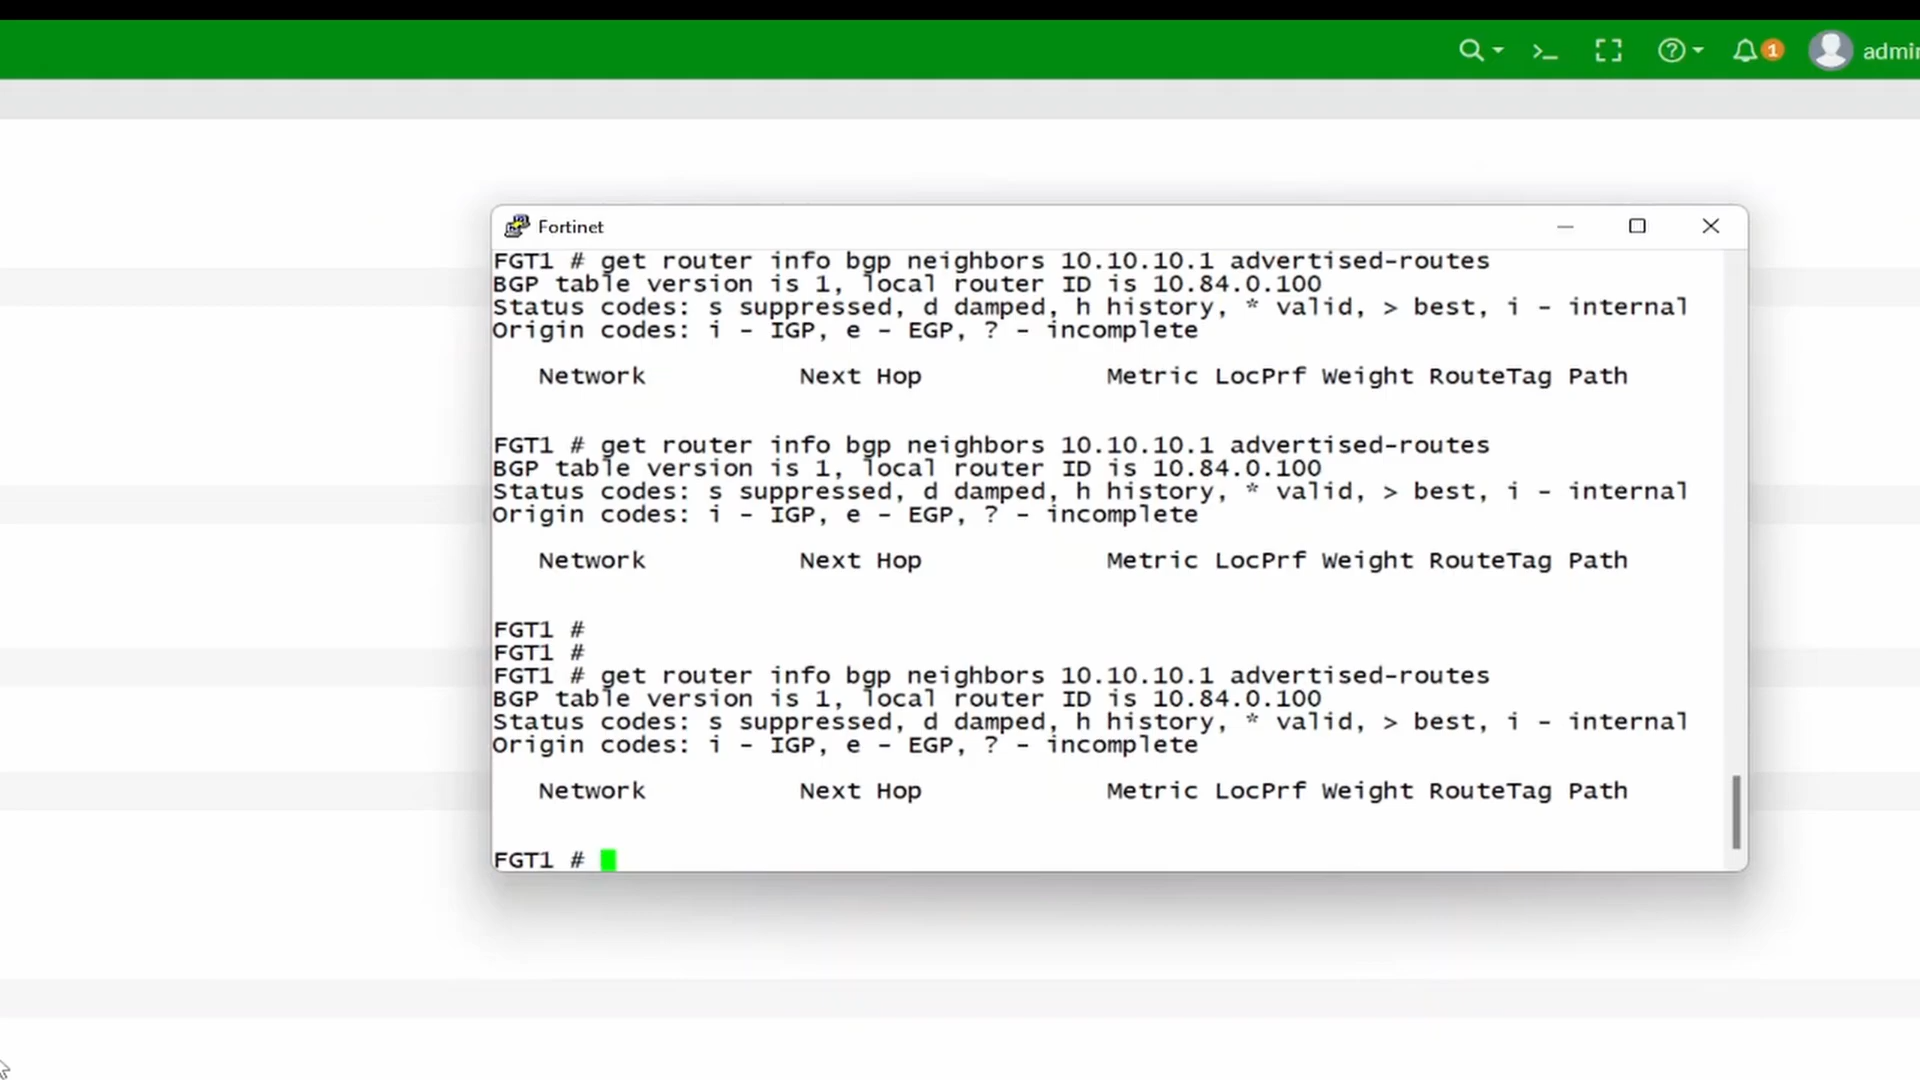 1
admin
Fortinet
FGT1 # get router info bgp neighbors 10.10.10.1 advertised-routes
BGP table version is 1, local router ID is 10.84.0.100
Status codes: s suppressed, d damped, h history, * valid, > best, i - internal
Origin codes: i - IGP, e - EGP, ? - incomplete
Network Next Hop Metric LocPrf Weight RouteTag Path
FGT1 # get router info bgp neighbors 10.10.10.1 advertised-routes
BGP table version is 1, local router ID is 10.84.0.100
Status codes: s suppressed, d damped, h history, * valid, > best, i - internal
Origin codes: i - IGP, e - EGP, ? - incomplete
Network Next Hop Metric LocPrf Weight RouteTag Path
FGT1 #
FGT1 #
FGT1 # get router info bgp neighbors 10.10.10.1 advertised-routes
BGP table version is 1, local router ID is 10.84.0.100
Status codes: s suppressed, d damped, h history, * valid, > best, i - internal
Origin codes: i - IGP, e - EGP, ? - incomplete
Network Next Hop Metric LocPrf Weight RouteTag Path
FGT1 #